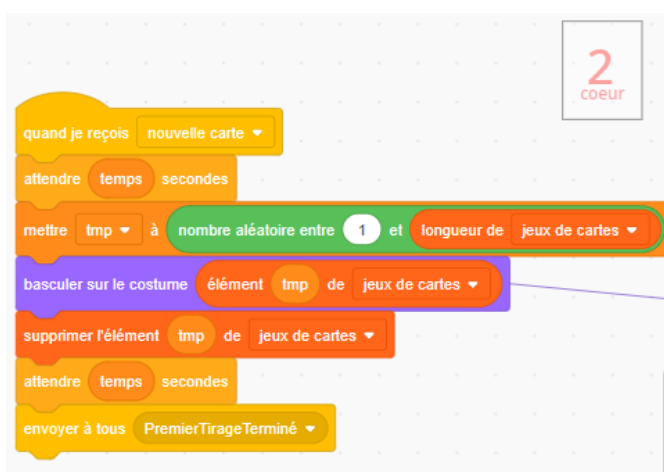 2
coeur
quand je reçois nouvelle carte
attendre temps secondes
mettre tmp à nombre aléatoire entre 1 et longueur de jeux de cartes
basculer sur le costume élément tmp de jeux de cartes
supprimer l'élément tmp de jeux de cartes
attendre temps secondes
envoyer à tous PremierTirageTerminé